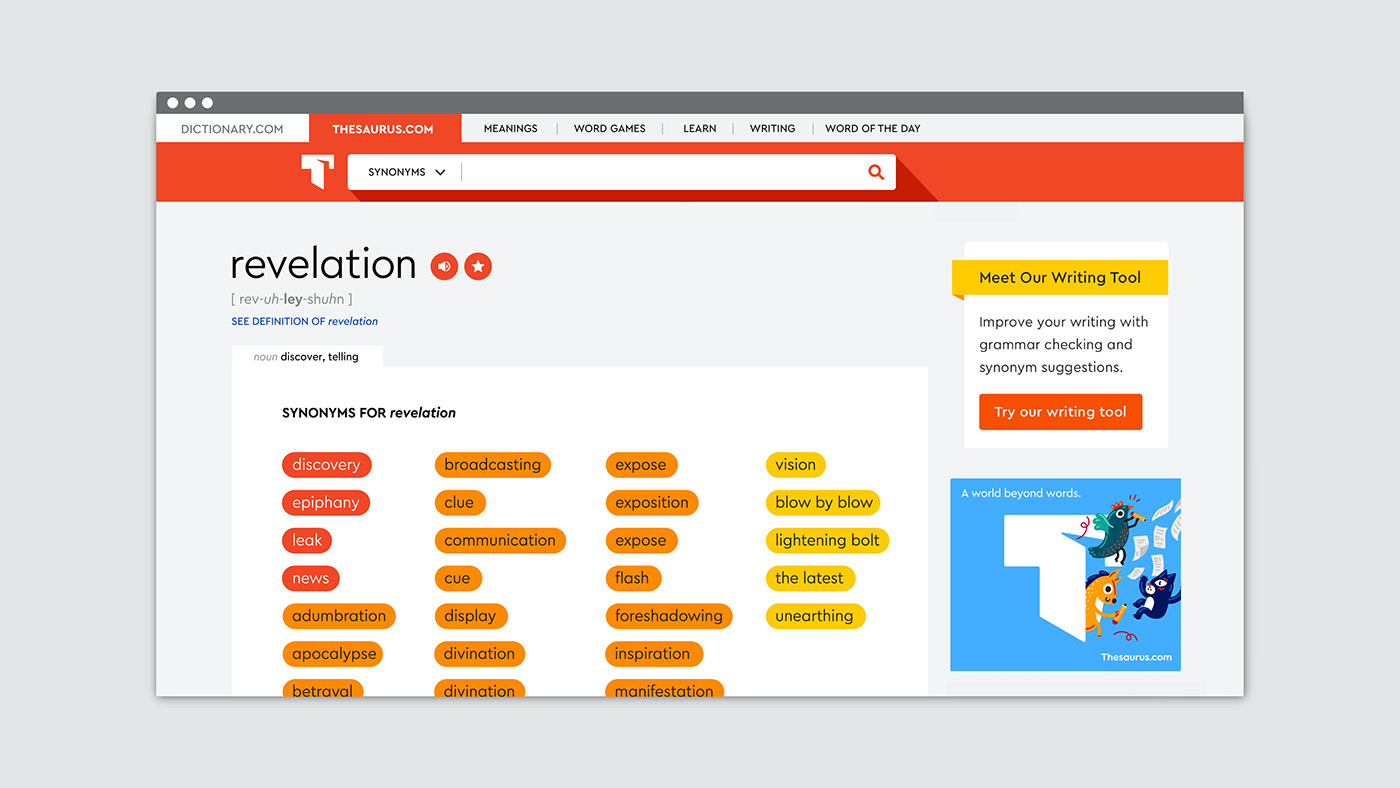 DICTIONARY.COM
THESAURUS.COM
MEANINGS
WORD GAMES
LEARN
WRITING
WORD OF THE DAY
SYNONYMS
revelation
[ rev-uh-ley-shuhn ]
SEE DEFINITION OF revelation
noun discover, telling
SYNONYMS FOR revelation
discovery
epiphany
leak
news
adumbration
apocalypse
betrayal
broadcasting
clue
communication
cue
display
divination
divination
expose
exposition
expose
flash
foreshadowing
inspiration
manifestation
vision
blow by blow
lightening bolt
the latest
unearthing
Meet Our Writing Tool
Improve your writing with
grammar checking and
synonym suggestions.
Try our writing tool
A world beyond words.
Thesaurus.com